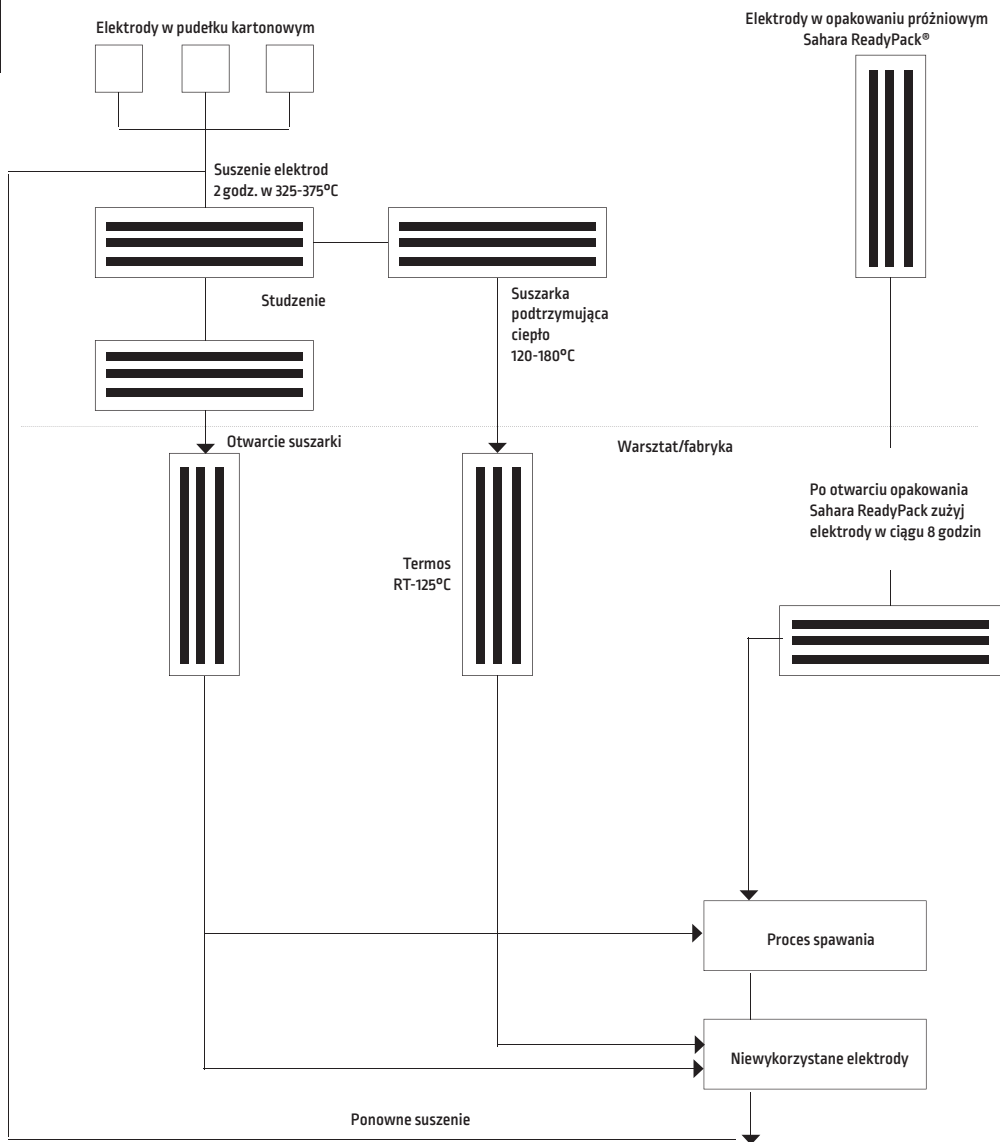 Elektrody w pudełku kartonowym
Elektrody w opakowaniu próżniowym
Sahara ReadyPack®
Suszenie elektrod
2 godz. w 325-375°C
Studzenie
Suszarka
podtrzymująca
ciepło
120-180°C
Otwarcie suszarki
Warsztat/fabryka
Po otwarciu opakowania
Sahara ReadyPack zużyj
elektrody w ciągu 8 godzin
Termos
RT-125°C
Proces spawania
Niewykorzystane elektrody
Ponowne suszenie